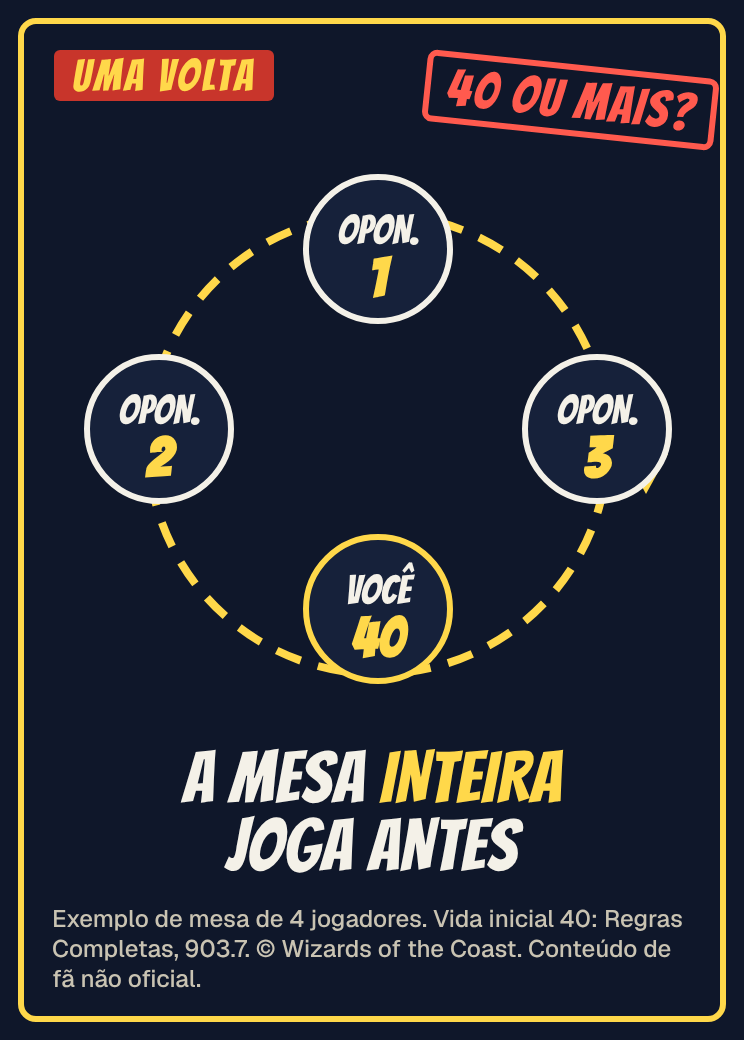 UMA VOLTA
40 OU MAIS?
OPON.
1
OPON.
2
OPON.
3
VOCÊ
40
A MESA INTEIRA
JOGA ANTES
Exemplo de mesa de 4 jogadores. Vida inicial 40: Regras
Completas, 903.7. © Wizards of the Coast. Conteúdo de
fã não oficial.